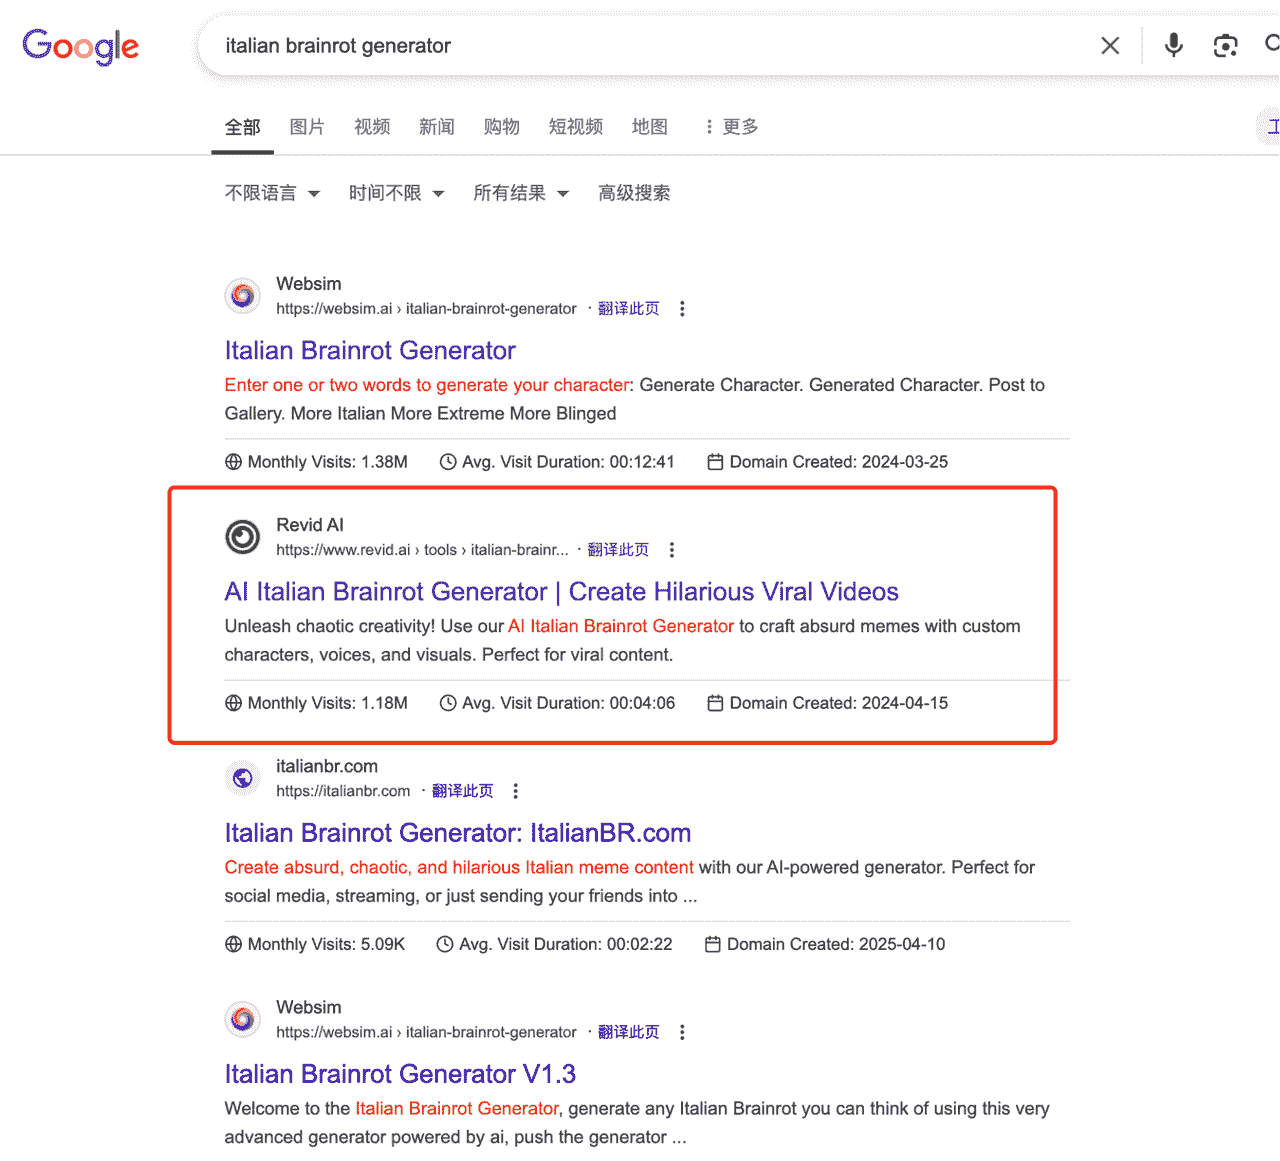 Google
italian brainrot generator
全部 图片 视频 新闻 购物 短视频 地图 更多
不限语言 时间不限 所有结果 高级搜索
Websim
https://websim.ai › italian-brainrot-generator · 翻译此页
Italian Brainrot Generator
Enter one or two words to generate your character: Generate Character. Generated Character. Post to
Gallery. More Italian More Extreme More Blinged
Monthly Visits: 1.38M Avg. Visit Duration: 00:12:41 Domain Created: 2024-03-25
Revid AI
https://www.revid.ai › tools › italian-brainr... · 翻译此页
AI Italian Brainrot Generator | Create Hilarious Viral Videos
Unleash chaotic creativity! Use our AI Italian Brainrot Generator to craft absurd memes with custom
characters, voices, and visuals. Perfect for viral content.
Monthly Visits: 1.18M Avg. Visit Duration: 00:04:06 Domain Created: 2024-04-15
italianbr.com
https://italianbr.com · 翻译此页
Italian Brainrot Generator: ItalianBR.com
Create absurd, chaotic, and hilarious Italian meme content with our AI-powered generator. Perfect for
social media, streaming, or just sending your friends into ...
Monthly Visits: 5.09K Avg. Visit Duration: 00:02:22 Domain Created: 2025-04-10
Websim
https://websim.ai › italian-brainrot-generator · 翻译此页
Italian Brainrot Generator V1.3
Welcome to the Italian Brainrot Generator, generate any Italian Brainrot you can think of using this very
advanced generator powered by ai, push the generator ...